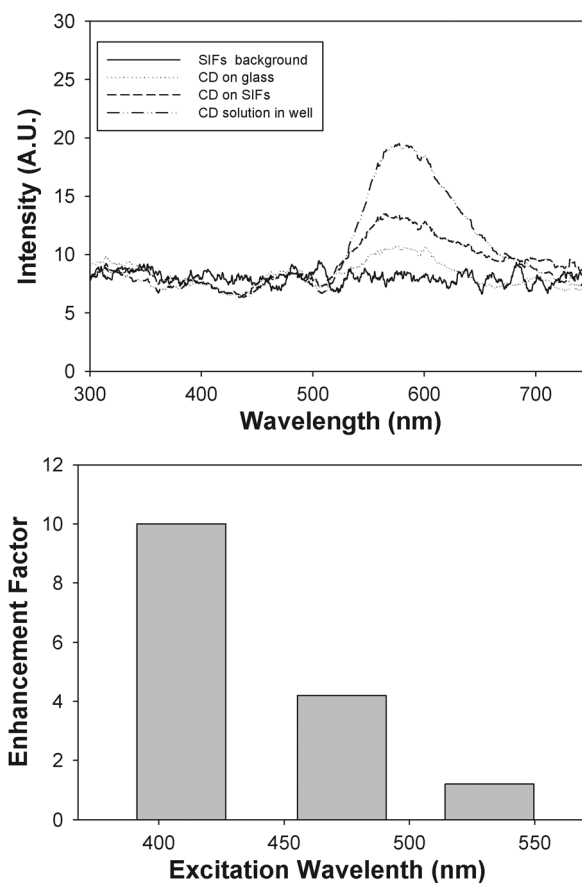 30
25
20
15
10
5
0
Intensity (A.U.)
SIFs background
CD on glass
CD on SIFs
CD solution in well
300 400 500 600 700
Wavelength (nm)
12
10
8
6
4
2
0
Enhancement Factor
400 450 500 550
Excitation Wavelenth (nm)